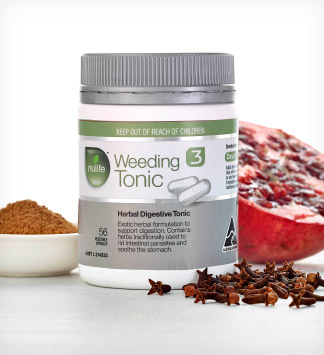 KEEP OUT OF REACH OF CHILDREN
nulife
Weeding 3
Tonic
Herbal Digestive Tonic
Exotic herbal formulation to
support digestion. Contains
herbs traditionally used to
rid intestinal parasites and
soothe the stomach.
56